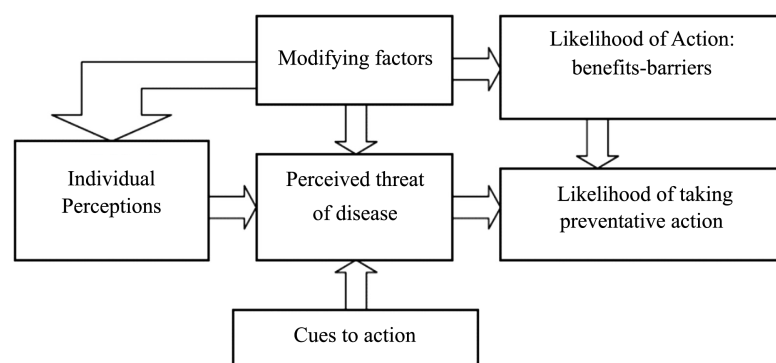 Modifying factors
Likelihood of Action:
benefits-barriers
Individual
Perceptions
Perceived threat
of disease
Likelihood of taking
preventative action
Cues to action